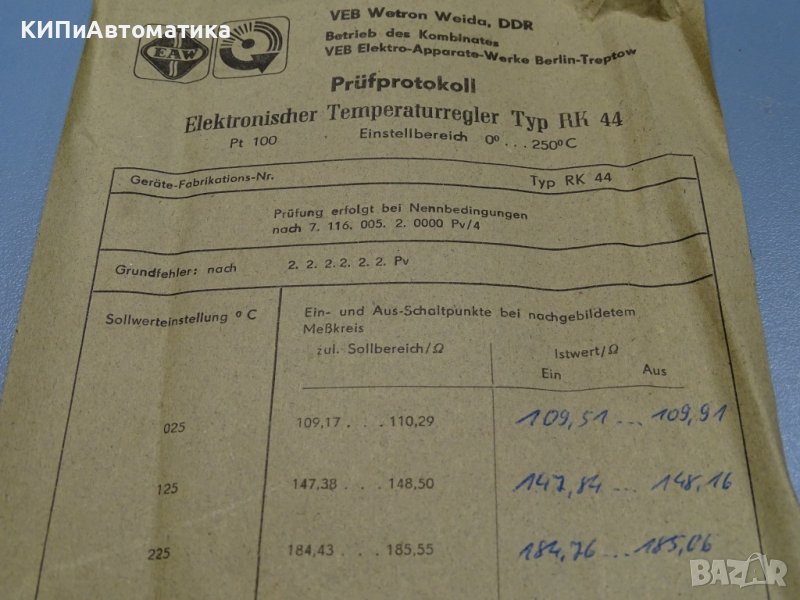 КИПиАвтоматика
EAW
VEB Wetron Weida, DDR
Betrieb des Kombinates
VEB Elektro-Apparate-Werke Berlin-Treptow
Prüfprotokoll
Elektronischer Temperaturregler Typ RK 44
Pt 100 Einstellbereich 0° . . . 250° C
Geräte-Fabrikations-Nr. Typ RK 44
Prüfung erfolgt bei Nennbedingungen
nach 7. 116. 005. 2. 0000 Pv/4
Grundfehler: nach 2. 2. 2. 2. 2. Pv
Sollwerteinstellung ° C
Ein- und Aus-Schaltpunkte bei nachgebildetem
Meßkreis
zul. Sollbereich/Ω Istwert/Ω
Ein Aus
025 109,17 . . . 110,29 109,51 ... 109,91
125 147,38 . . . 148,50 147,84 ... 148,16
225 184,43 . . . 185,55 184,76 ... 185,06
BAZAR